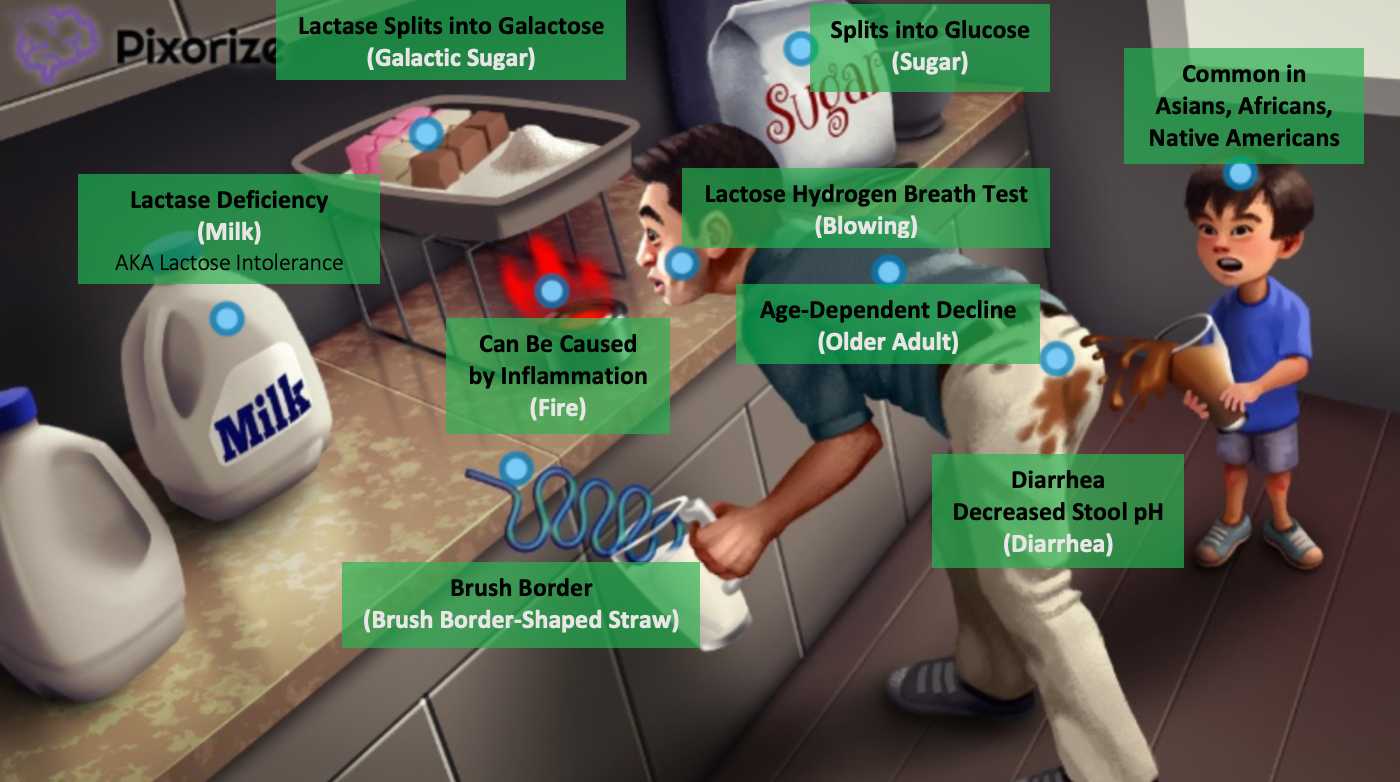 Pixorize
Lactase Splits into Galactose
(Galactic Sugar)
Splits into Glucose
(Sugar)
Sugar
Common in
Asians, Africans,
Native Americans
Lactase Deficiency
(Milk)
AKA Lactose Intolerance
Lactose Hydrogen Breath Test
(Blowing)
Age-Dependent Decline
(Older Adult)
Can Be Caused
by Inflammation
(Fire)
Milk
Diarrhea
Decreased Stool pH
(Diarrhea)
Brush Border
(Brush Border-Shaped Straw)